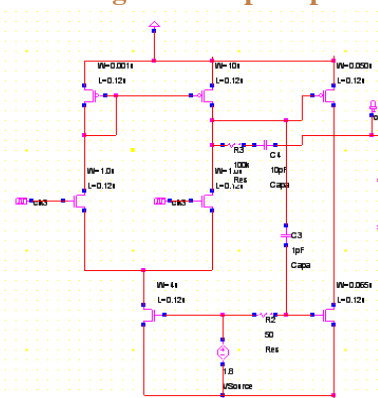 W=0.001u
L=0.12u
W=10u
L=0.12u
W=0.050u
L=0.12u
R3
100k
Res
C4
10pF
Capa
W=1.0u
L=0.12u
L=0.12u
clk3
clk3
C3
1pF
Capa
W=4u
L=0.12u
R2
50
Res
W=0.065u
L=0.12u
1.8
VSource